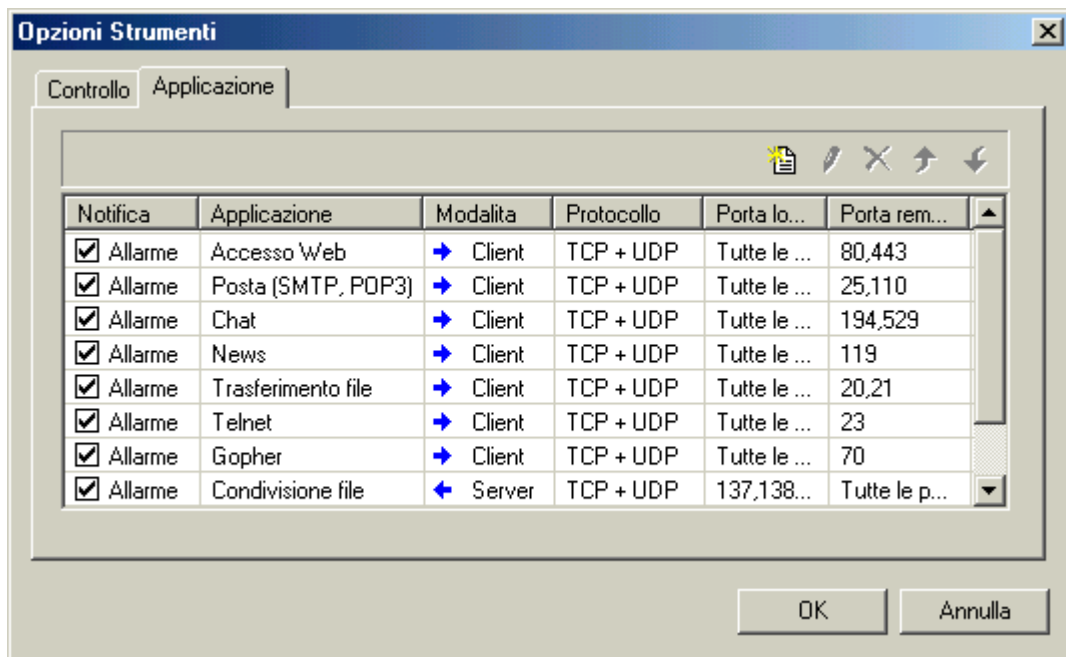 Opzioni Strumenti
Controllo Applicazione
Notifica Applicazione Modalita Protocollo Porta lo... Porta rem...
Allarme Accesso Web Client TCP + UDP Tutte le ... 80,443
Allarme Posta (SMTP, POP3) Client TCP + UDP Tutte le ... 25,110
Allarme Chat Client TCP + UDP Tutte le ... 194,529
Allarme News Client TCP + UDP Tutte le ... 119
Allarme Trasferimento file Client TCP + UDP Tutte le ... 20,21
Allarme Telnet Client TCP + UDP Tutte le ... 23
Allarme Gopher Client TCP + UDP Tutte le ... 70
Allarme Condivisione file Server TCP + UDP 137,138... Tutte le p...
OK Annulla